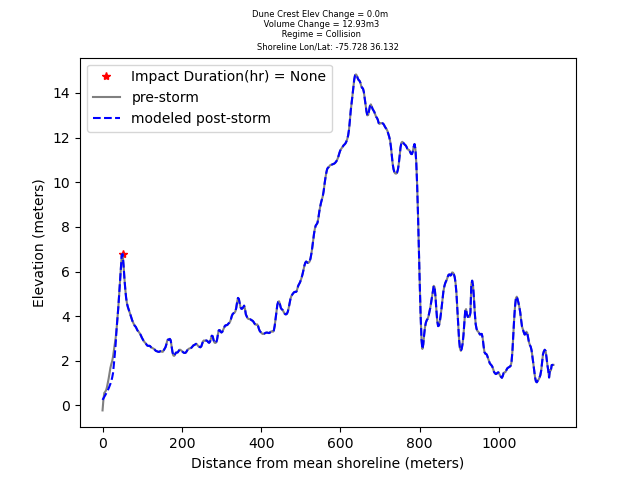 Dune Crest Elev Change = 0.0m
Volume Change = 12.93m3
Regime = Collision
Shoreline Lon/Lat: -75.728 36.132
Impact Duration(hr) = None
pre-storm
modeled post-storm
14
12
10
8
6
4
2
0
Elevation (meters)
0 200 400 600 800 1000
Distance from mean shoreline (meters)